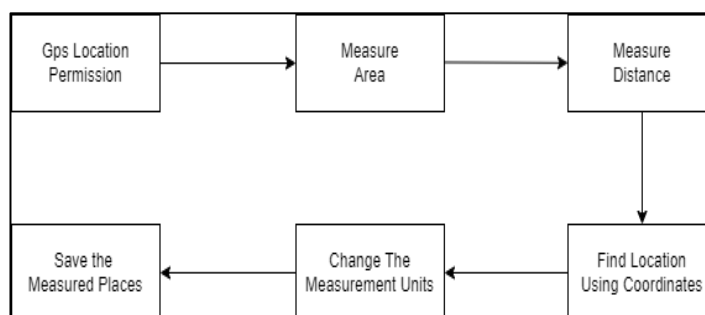 Gps Location
Permission
Measure
Area
Measure
Distance
Save the
Measured Places
Change The
Measurement Units
Find Location
Using Coordinates